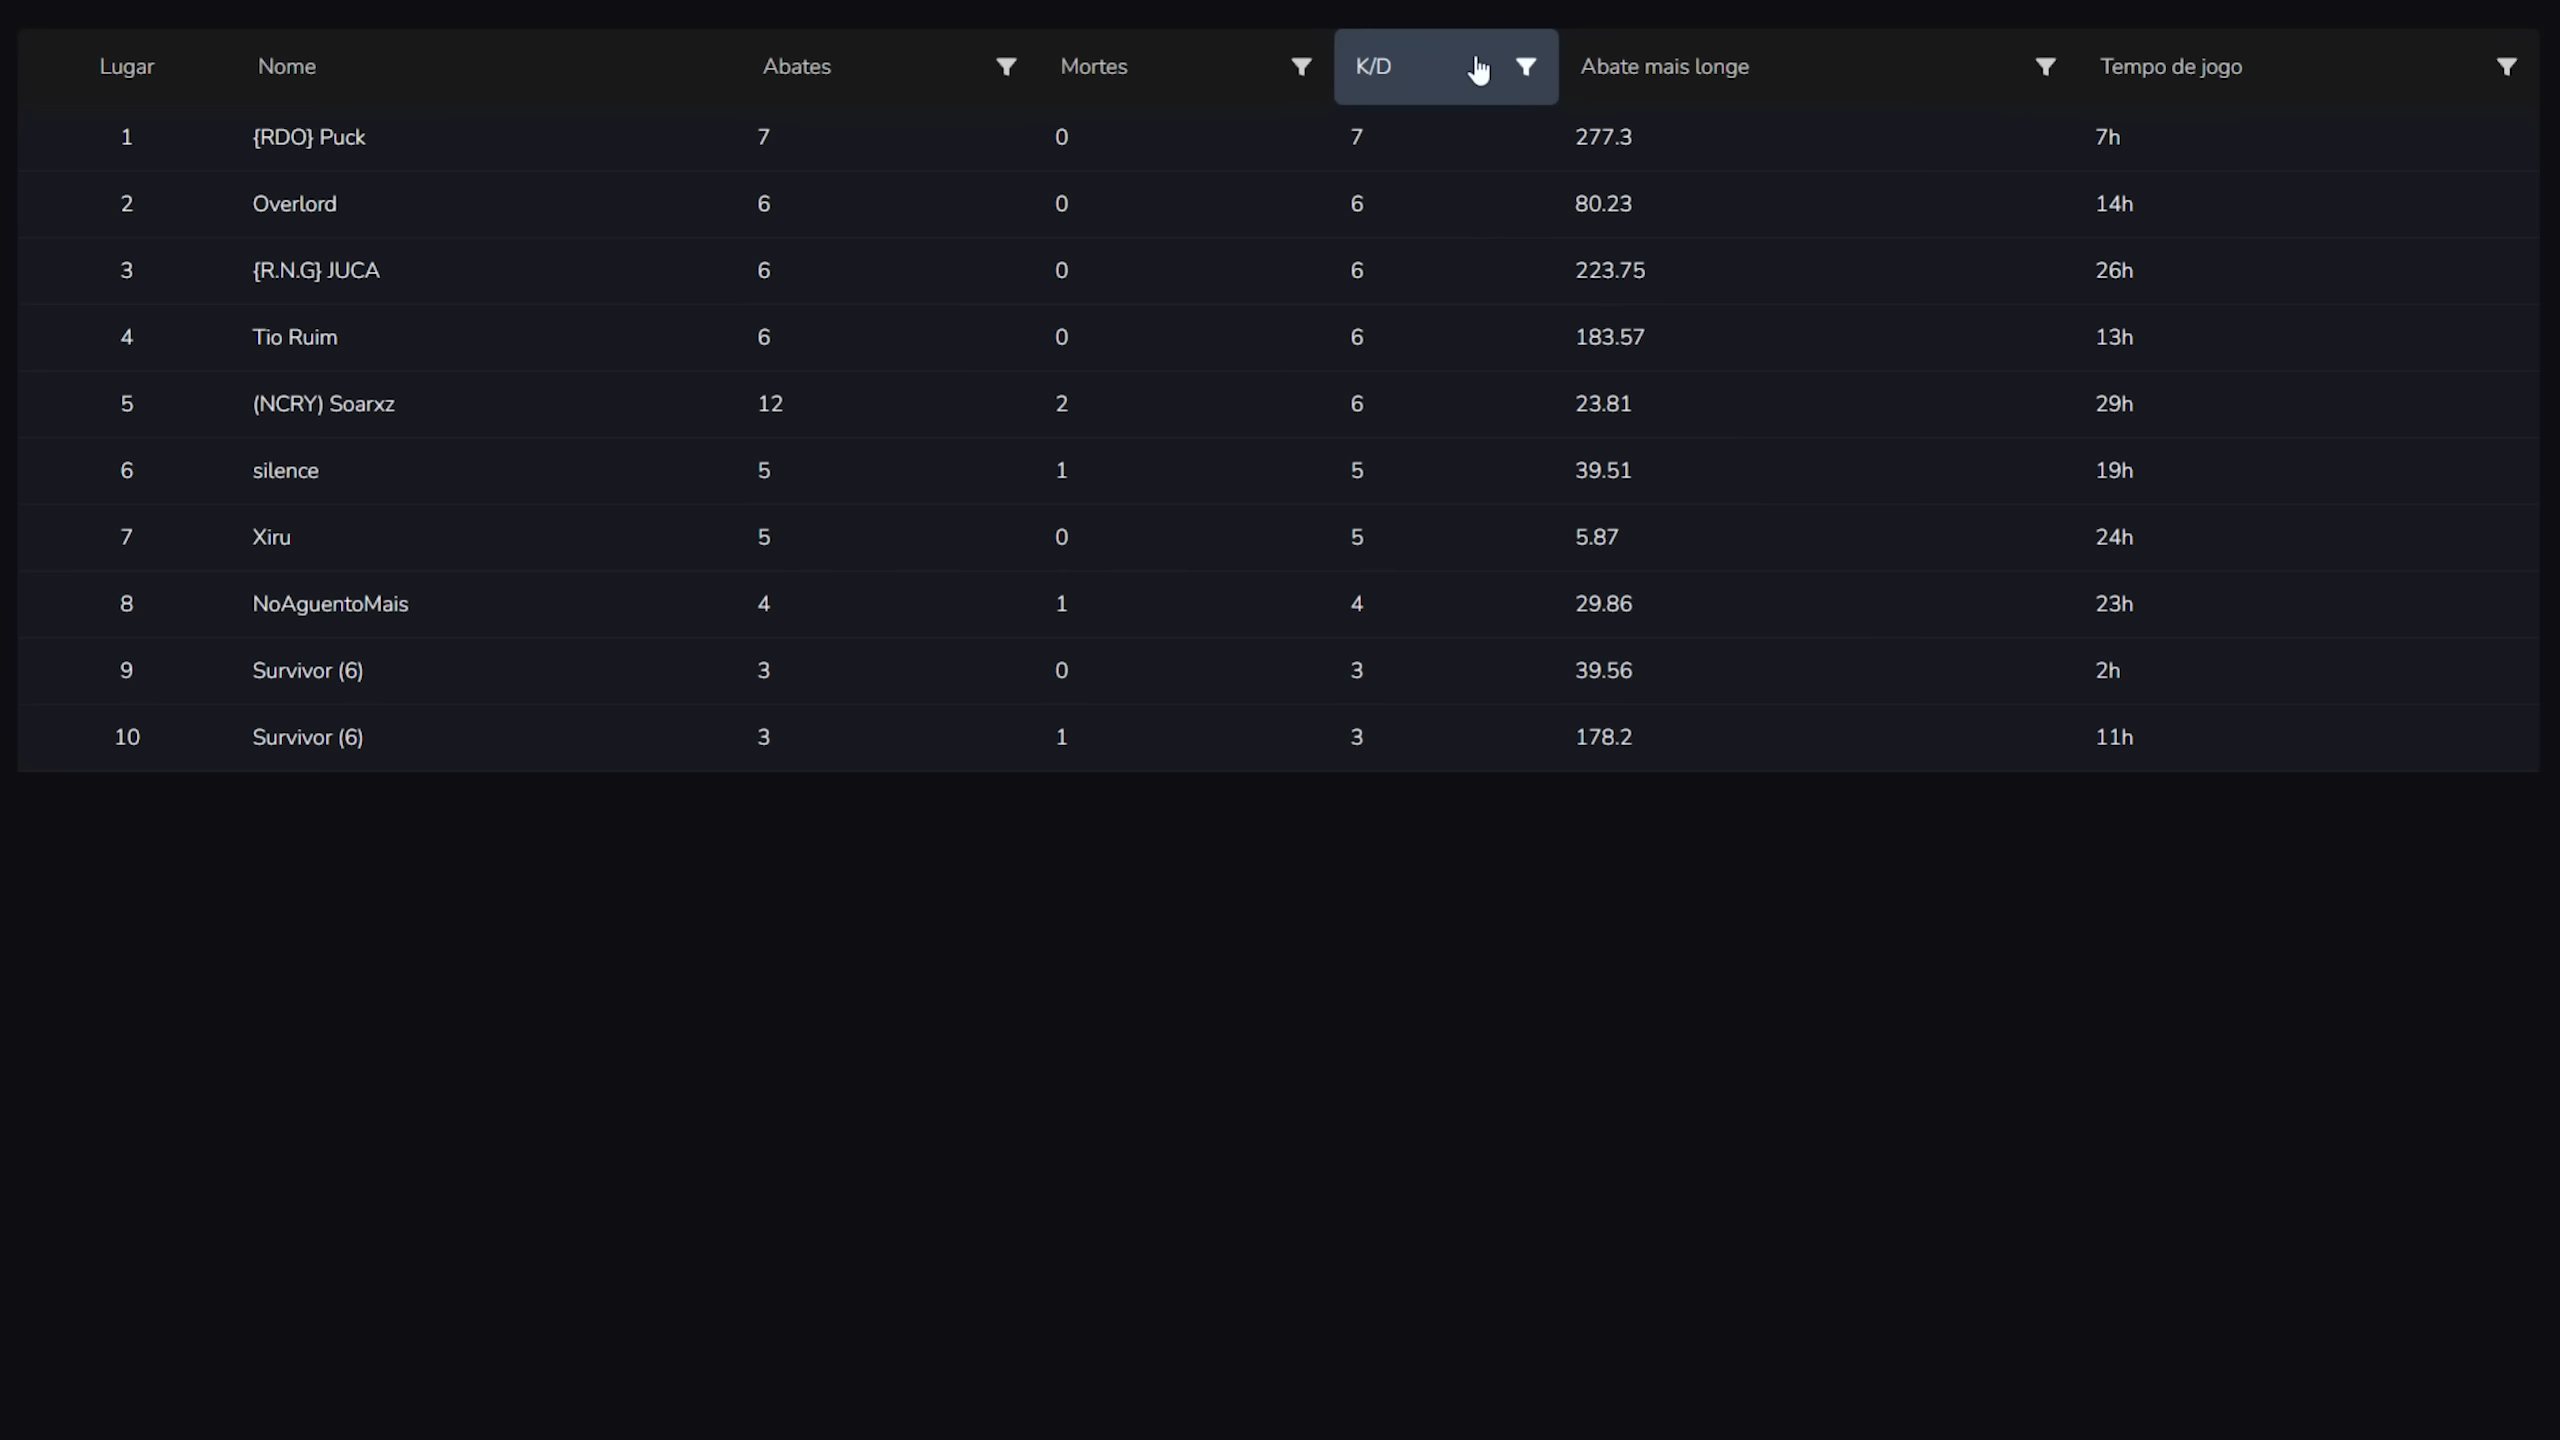 Lugar Nome Abates Mortes K/D Abate mais longe Tempo de jogo
1 {RDO} Puck 7 0 7 277.3 7h
2 Overlord 6 0 6 80.23 14h
3 {R.N.G} JUCA 6 0 6 223.75 26h
4 Tio Ruim 6 0 6 183.57 13h
5 (NCRY) Soarxz 12 2 6 23.81 29h
6 silence 5 1 5 39.51 19h
7 Xiru 5 0 5 5.87 24h
8 NoAguentoMais 4 1 4 29.86 23h
9 Survivor (6) 3 0 3 39.56 2h
10 Survivor (6) 3 1 3 178.2 11h